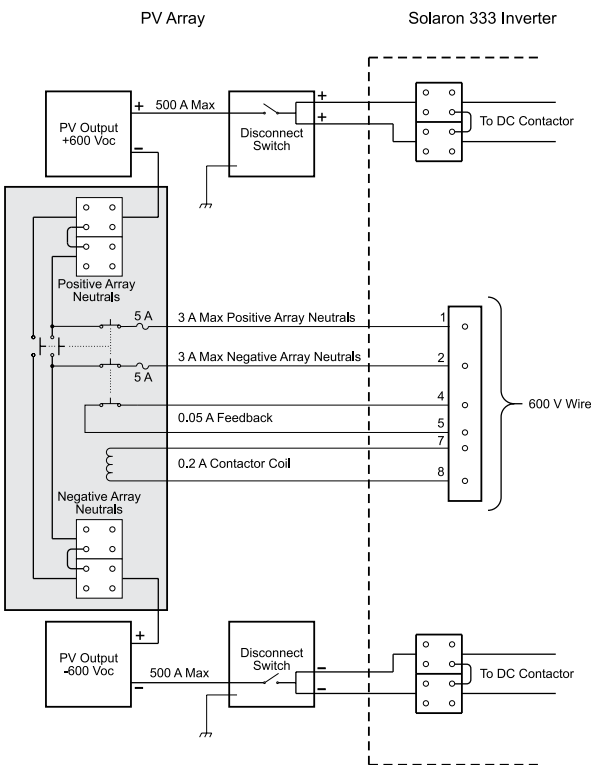 PV Array
Solaron 333 Inverter
PV Output
+600 Voc
+
500 A Max
−
Disconnect
Switch
+
+
To DC Contactor
Positive Array
Neutrals
5 A
3 A Max Positive Array Neutrals
1
3 A Max Negative Array Neutrals
2
5 A
4
0.05 A Feedback
5
7
0.2 A Contactor Coil
8
600 V Wire
Negative Array
Neutrals
PV Output
-600 Voc
+
500 A Max
−
Disconnect
Switch
−
−
To DC Contactor